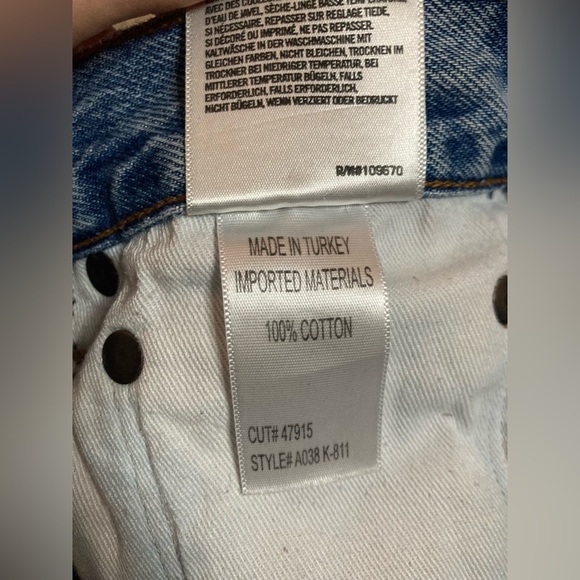 AVEC DES COULEURS
D'EAU DE JAVEL. SÈCHE-LINGE BASSE TEMPÉRATURE
SI NÉCESSAIRE. REPASSER SUR REGLAGE TIEDE,
SI DÉCORÉ OU IMPRIMÉ, NE PAS REPASSER.
KALTWÄSCHE IN DER WASCHMASCHINE MIT
GLEICHEN FARBEN, NICHT BLEICHEN, TROCKNEN IM
TROCKNER BEI NIEDRIGER TEMPERATUR, BEI
MITTLERER TEMPERATUR BÜGELN, FALLS
ERFORDERLICH, FALLS ERFORDERLICH,
NICHT BÜGELN, WENN VERZIERT ODER BEDRUCKT
R/N#109670
MADE IN TURKEY
IMPORTED MATERIALS
100% COTTON
CUT# 47915
STYLE# A038 K-811